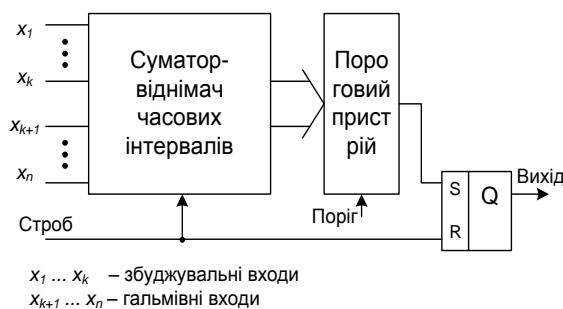 x1
Суматор-
віднімач
часових
інтервалів
Поро
говий
прист
рій
xk
xk+1
xn
Строб
Поріг
S
R
Q
Вихід
x1 ... xk – збуджувальні входи
xk+1 ... xn – гальмівні входи